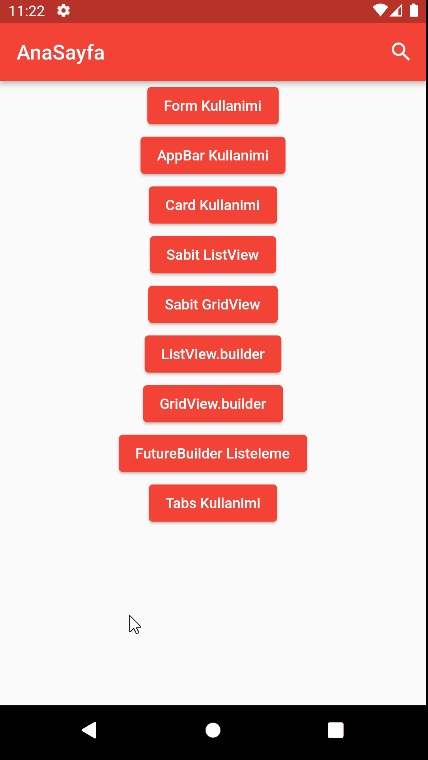 11:22
AnaSayfa
Form Kullanimi
AppBar Kullanimi
Card Kullanimi
Sabit ListView
Sabit GridView
ListView.builder
GridView.builder
FutureBuilder Listeleme
Tabs Kullanimi